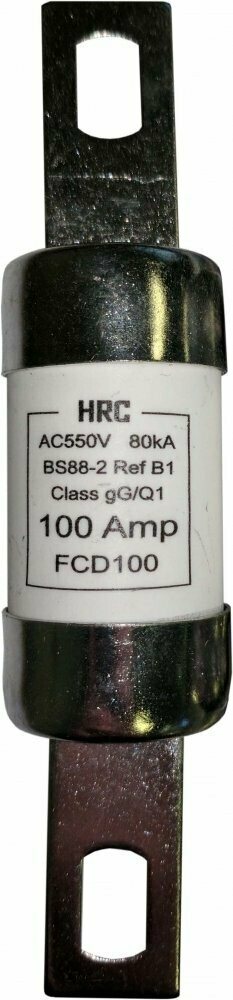 HRC
AC550V 80kA
BS88-2 Ref B1
Class gG/Q1
100 Amp
FCD100